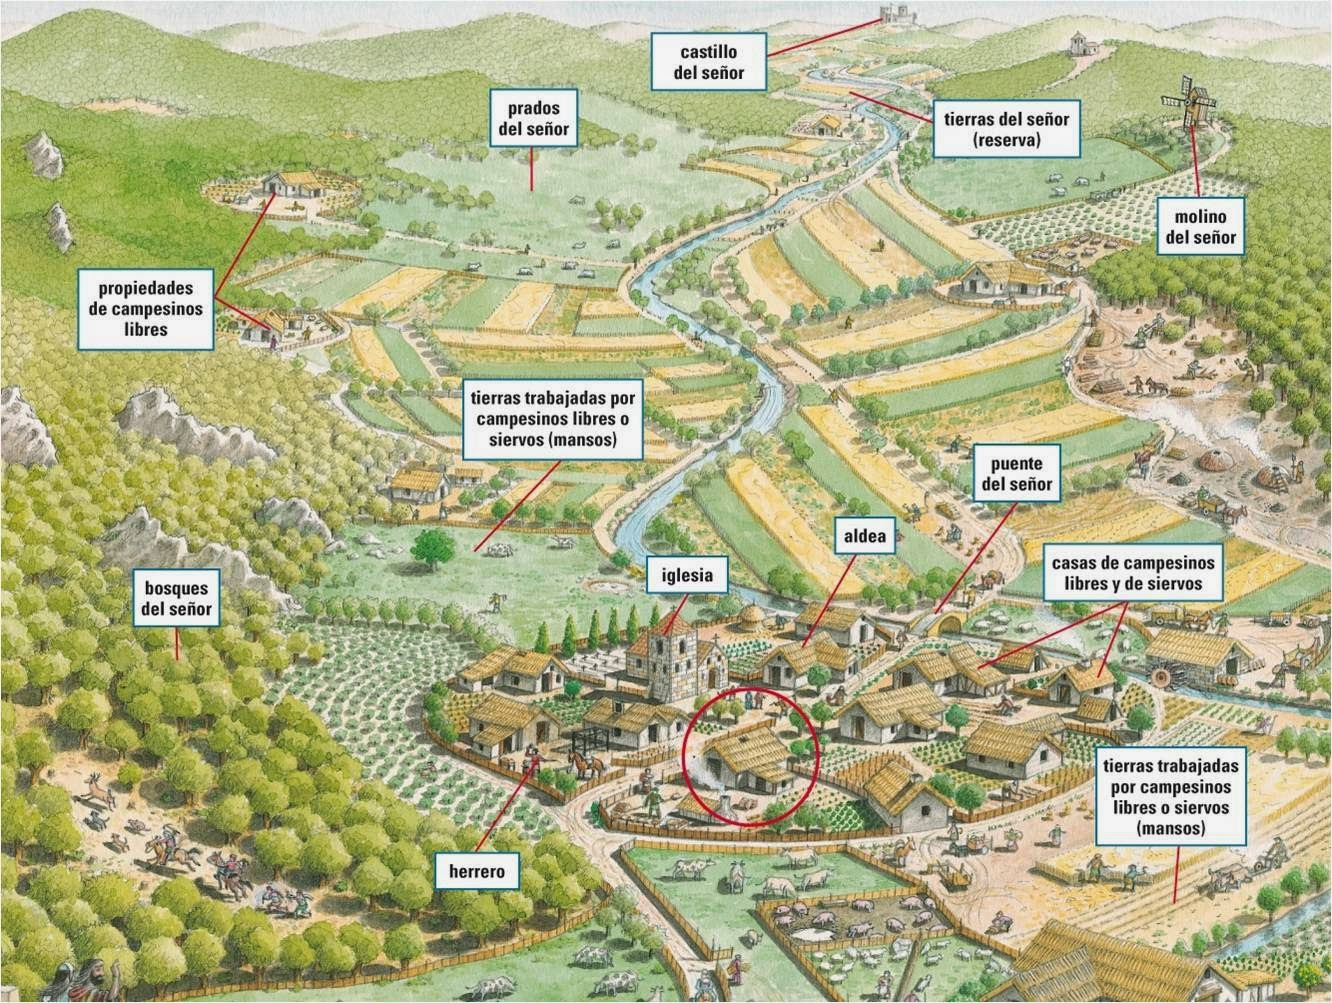 castillo
del señor
prados
del señor
tierras del señor
(reserva)
molino
del señor
propiedades
de campesinos
libres
tierras trabajadas por
campesinos libres o
siervos (mansos)
puente
del señor
aldea
casas de campesinos
libres y de siervos
iglesia
bosques
del señor
tierras trabajadas
por campesinos
libres o siervos
(mansos)
herrero